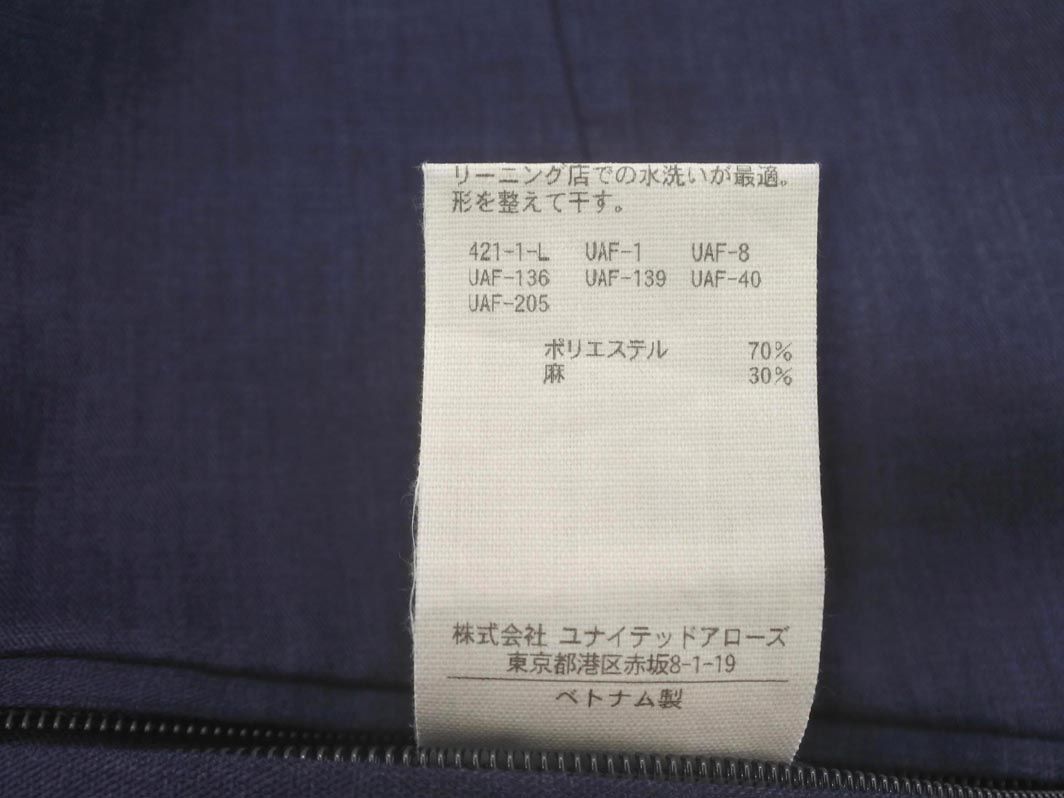 リーニング店での水洗いが最適。
形を整えて干す。
421-1-L UAF-1 UAF-8
UAF-136 UAF-139 UAF-40
UAF-205
ポリエステル 70%
麻 30%
株式会社 ユナイテッドアローズ
東京都港区赤坂8-1-19
ベトナム製